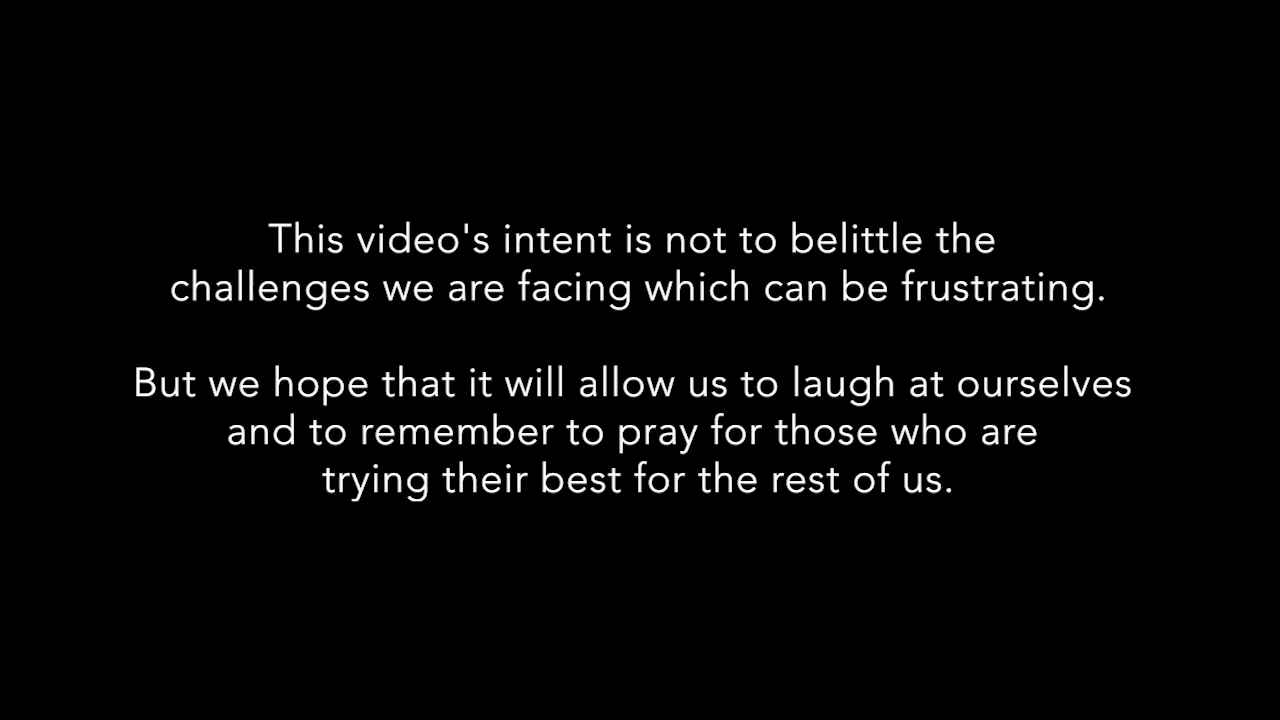 This video's intent is not to belittle the
challenges we are facing which can be frustrating.
But we hope that it will allow us to laugh at ourselves
and to remember to pray for those who are
trying their best for the rest of us.